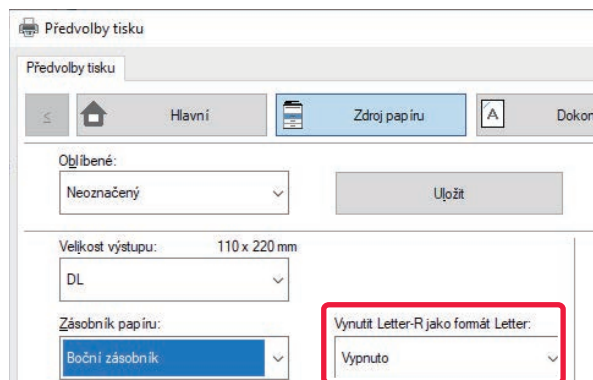 Předvolby tisku
Předvolby tisku
≤ Hlavní Zdroj papíru A Dokon
Oblíbené:
Neoznačený Uložit
Velikost výstupu: 110 x 220 mm
DL
Zásobník papíru: Vynutit Letter-R jako formát Letter:
Boční zásobník Vypnuto